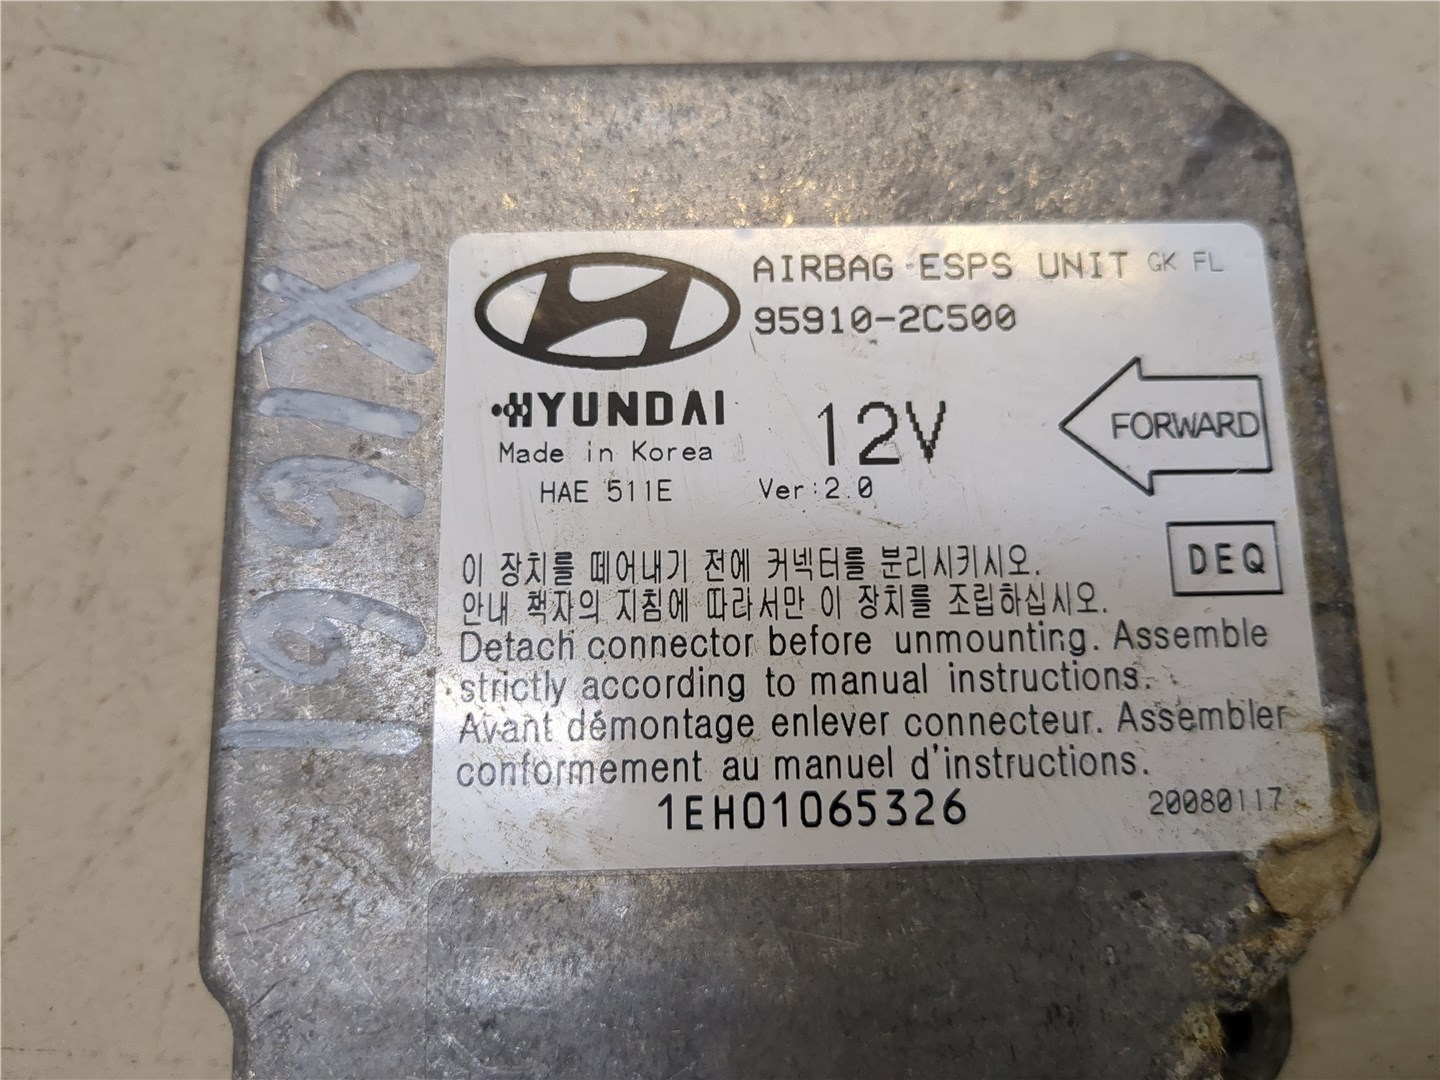 AIRBAG ESPS UNIT GK FL
95910-2C500
HYUNDAI
Made in Korea
12V
FORWARD
HAE 511E
Ver:2.0
DEQ
이 장치를 떼어내기 전에 커넥터를 분리시키시오.
안내 책자의 지침에 따라서만 이 장치를 조립하십시오.
Detach connector before unmounting. Assemble
strictly according to manual instructions.
Avant démontage enlever connecteur. Assembler
conformement au manuel d'instructions.
1EH01065326
20080117
X1661